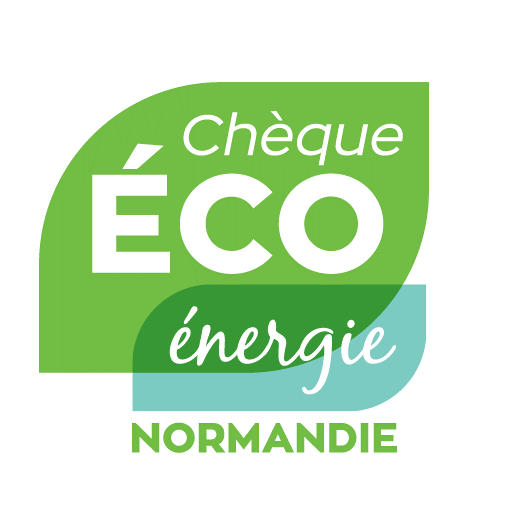 Chèque
ÉCO
énergie
NORMANDIE